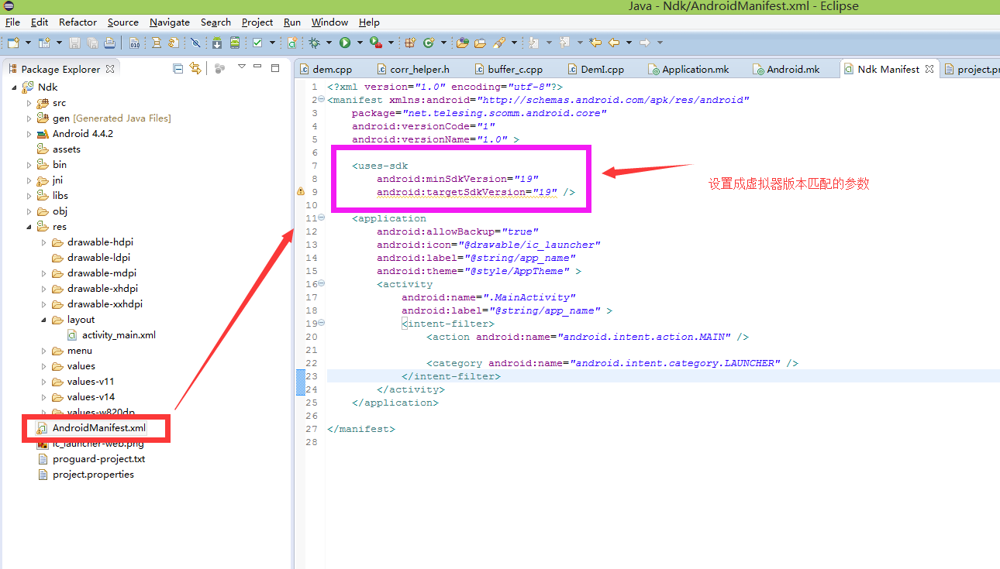 Java - Ndk/AndroidManifest.xml - Eclipse
File Edit Refactor Source Navigate Search Project Run Window Help
Package Explorer
Ndk
src
gen [Generated Java Files]
Android 4.4.2
assets
bin
jni
libs
obj
res
drawable-hdpi
drawable-ldpi
drawable-mdpi
drawable-xhdpi
drawable-xxhdpi
layout
activity_main.xml
menu
values
values-v11
values-v14
values-w820dp
AndroidManifest.xml
ic_launcher-web.png
proguard-project.txt
project.properties
dem.cpp corr_helper.h buffer_c.cpp DemI.cpp Application.mk Android.mk Ndk Manifest project.pr
1 <?xml version="1.0" encoding="utf-8"?>
2 <manifest xmlns:android="http://schemas.android.com/apk/res/android"
3 package="net.telesing.scomm.android.core"
4 android:versionCode="1"
5 android:versionName="1.0" >
6
7 <uses-sdk
8 android:minSdkVersion="19"
9 android:targetSdkVersion="19" />
10
11 <application
12 android:allowBackup="true"
13 android:icon="@drawable/ic_launcher"
14 android:label="@string/app_name"
15 android:theme="@style/AppTheme" >
16 <activity
17 android:name=".MainActivity"
18 android:label="@string/app_name" >
19 <intent-filter>
20 <action android:name="android.intent.action.MAIN" />
21
22 <category android:name="android.intent.category.LAUNCHER" />
23 </intent-filter>
24 </activity>
25 </application>
26
27 </manifest>
28
设置成虚拟器版本匹配的参数